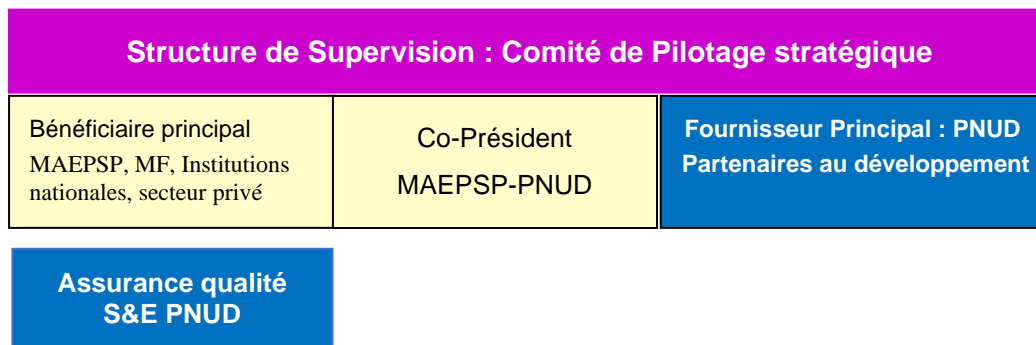 Structure de Supervision : Comité de Pilotage stratégique
Bénéficiaire principal
MAEPSP, MF, Institutions
nationales, secteur privé
Co-Président
MAEPSP-PNUD
Fournisseur Principal : PNUD
Partenaires au développement
Assurance qualité
S&E PNUD